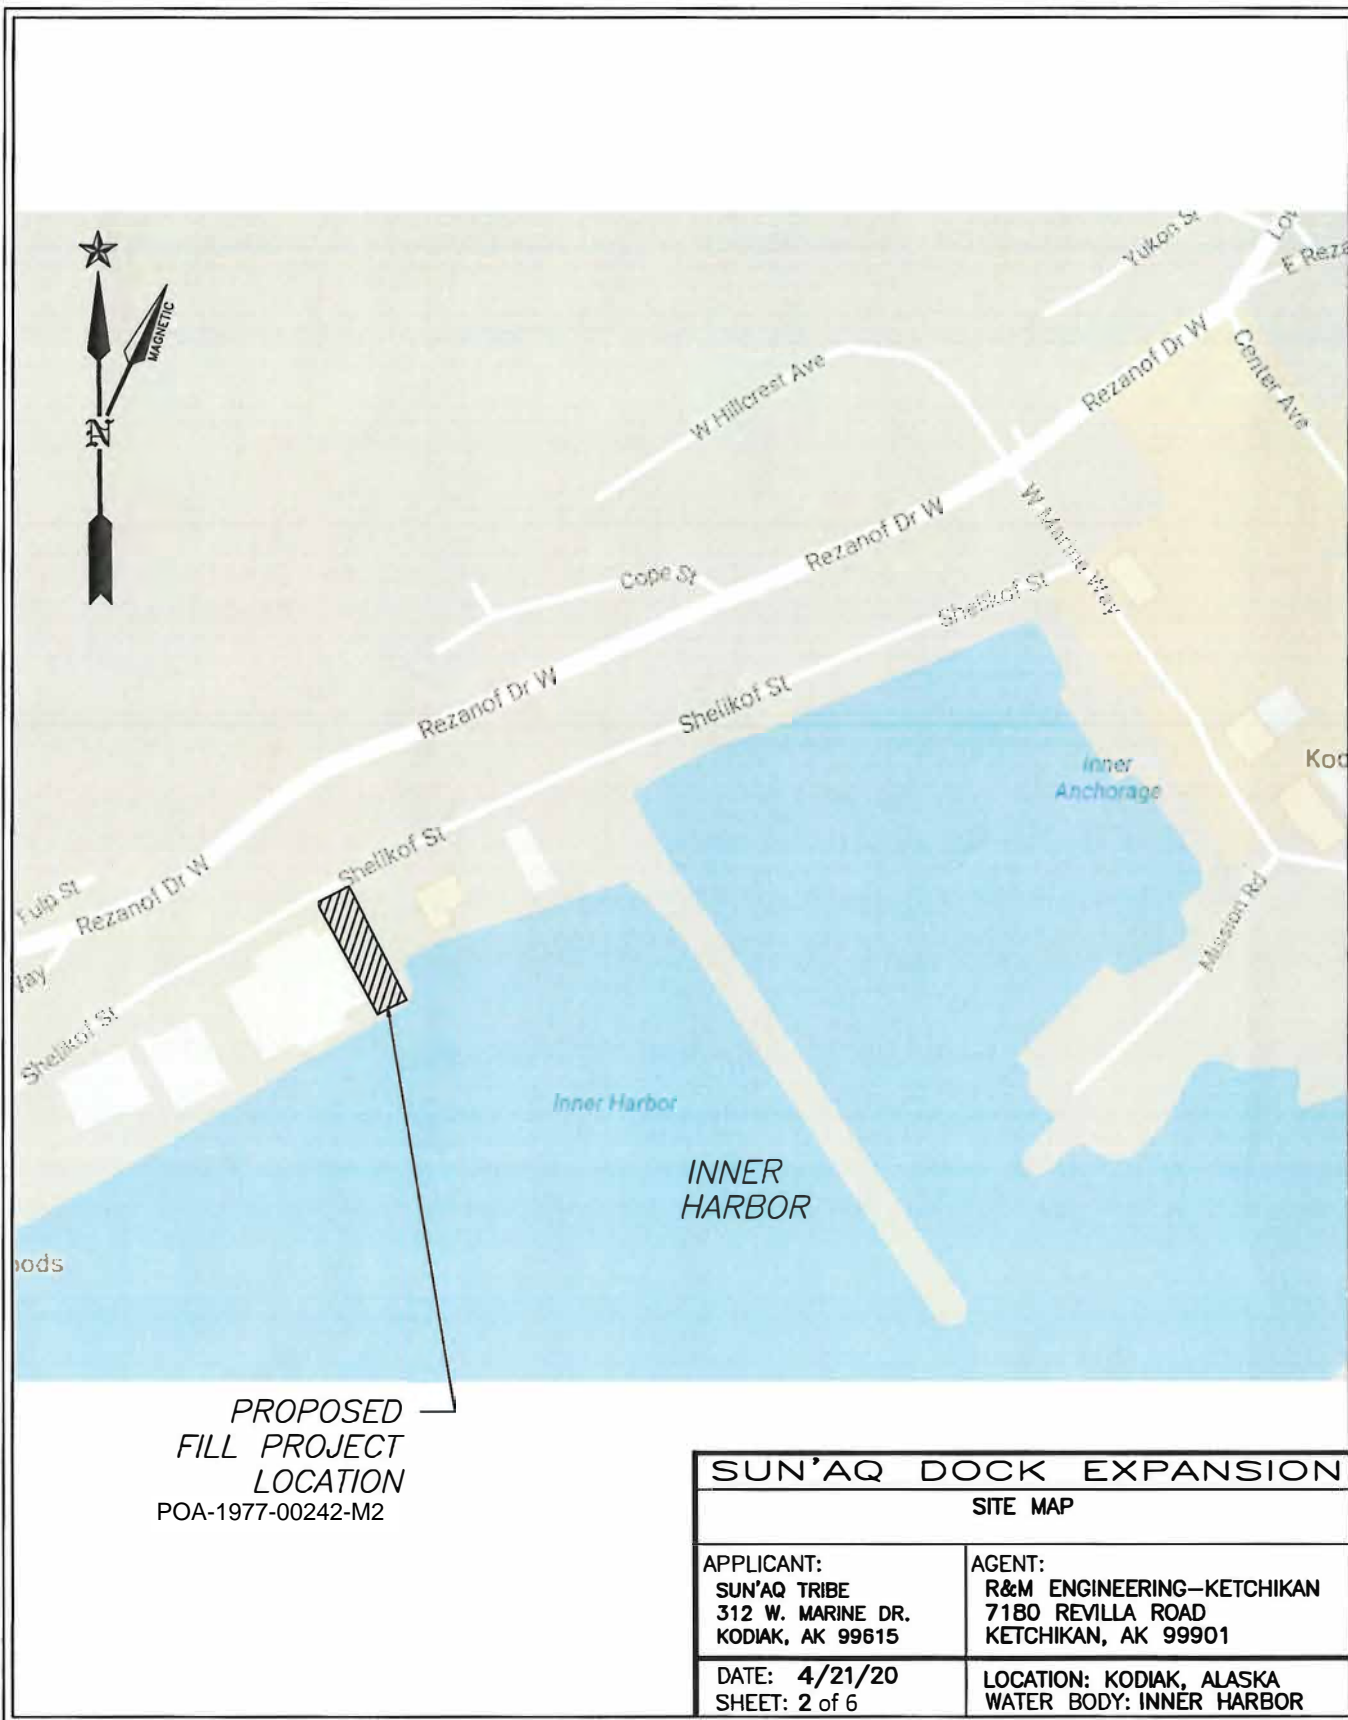 MAGNETIC
N
Yukon St
E Reza
Center Ave
W Hillcrest Ave
Rezanof Dr W
Rezanof Dr W
W Marine Way
Cope St
Shelikof St
Rezanof Dr W
Shelikof St
Inner
Anchorage
Shelikof St
Rezanof Dr W
Mission Rd
Shelikof St
Inner Harbor
INNER
HARBOR
oods
PROPOSED
FILL PROJECT
LOCATION
POA-1977-00242-M2
SUN'AQ DOCK EXPANSION
SITE MAP
APPLICANT:
SUN'AQ TRIBE
312 W. MARINE DR.
KODIAK, AK 99615
AGENT:
R&M ENGINEERING–KETCHIKAN
7180 REVILLA ROAD
KETCHIKAN, AK 99901
DATE: 4/21/20
SHEET: 2 of 6
LOCATION: KODIAK, ALASKA
WATER BODY: INNER HARBOR